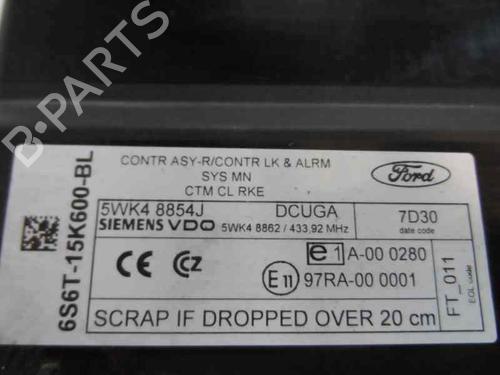 CONTR ASY-R/CONTR LK & ALRM
SYS MN
CTM CL RKE
Ford
5WK4 8854J
DCUGA
7D30
SIEMENS VDO
5WK4 8862 / 433,92 MHz
date code
6S6T-15K600-BL
CE
CZ
e1
A-00 0280
E11
97RA-00 0001
FT_011
EOL code
SCRAP IF DROPPED OVER 20 cm
B-PARTS